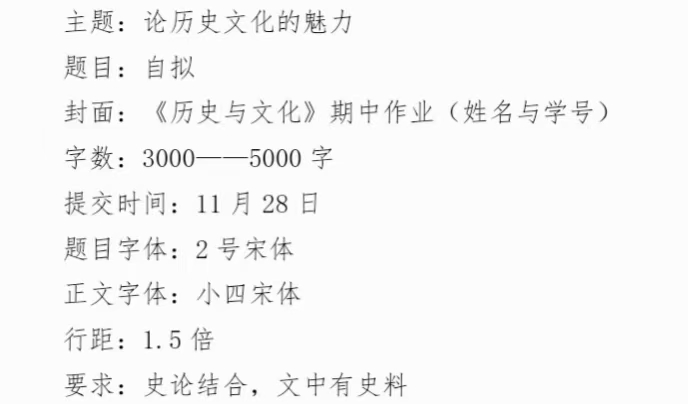 主题：论历史文化的魅力
题目：自拟
封面：《历史与文化》期中作业（姓名与学号）
字数：3000——5000 字
提交时间：11 月 28 日
题目字体：2 号宋体
正文字体：小四宋体
行距：1.5 倍
要求：史论结合，文中有史料